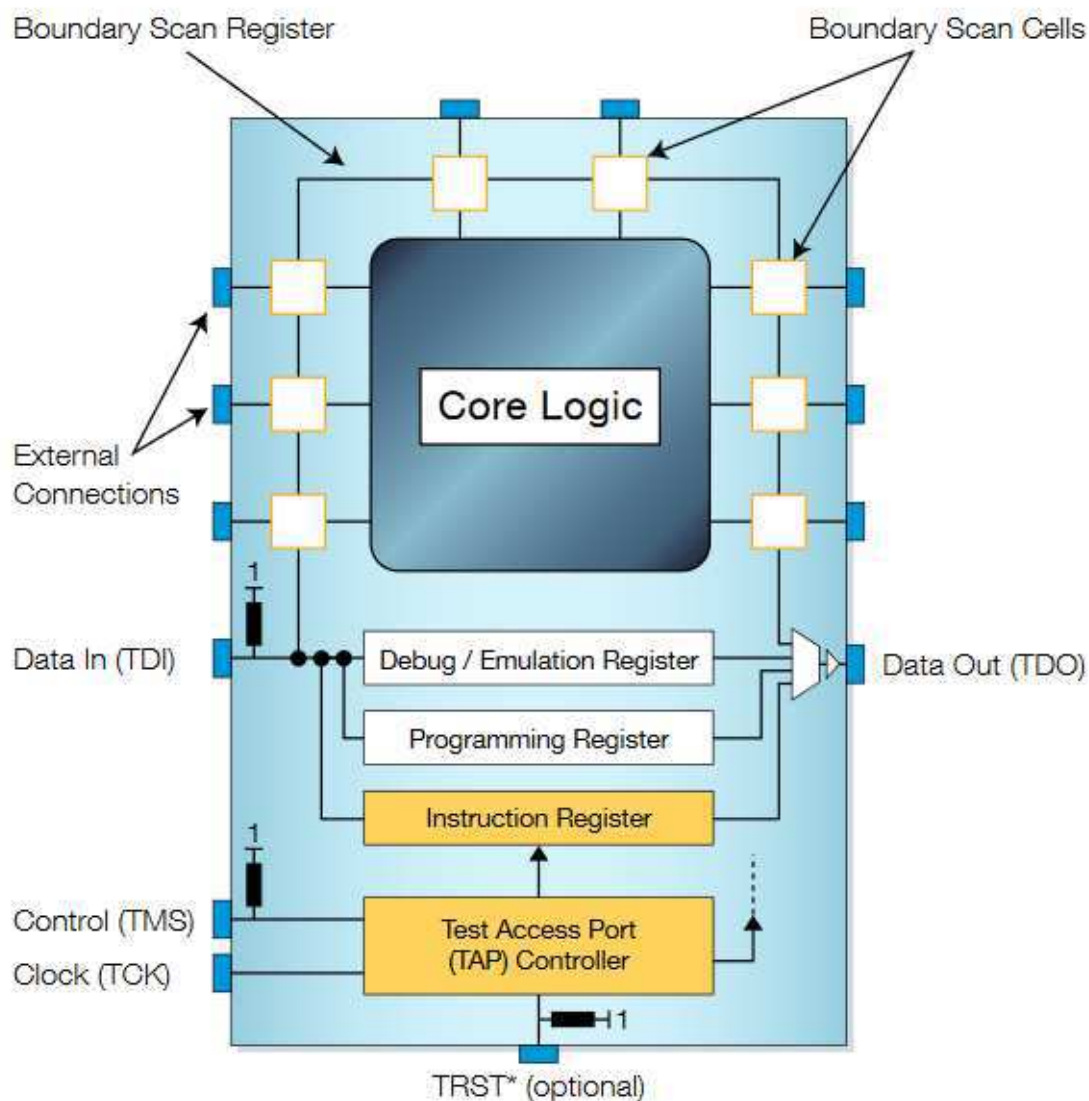 Boundary Scan Register
Boundary Scan Cells
Core Logic
External
Connections
1
Data In (TDI)
Debug / Emulation Register
Data Out (TDO)
Programming Register
Instruction Register
1
Control (TMS)
Test Access Port
(TAP) Controller
Clock (TCK)
1
TRST* (optional)